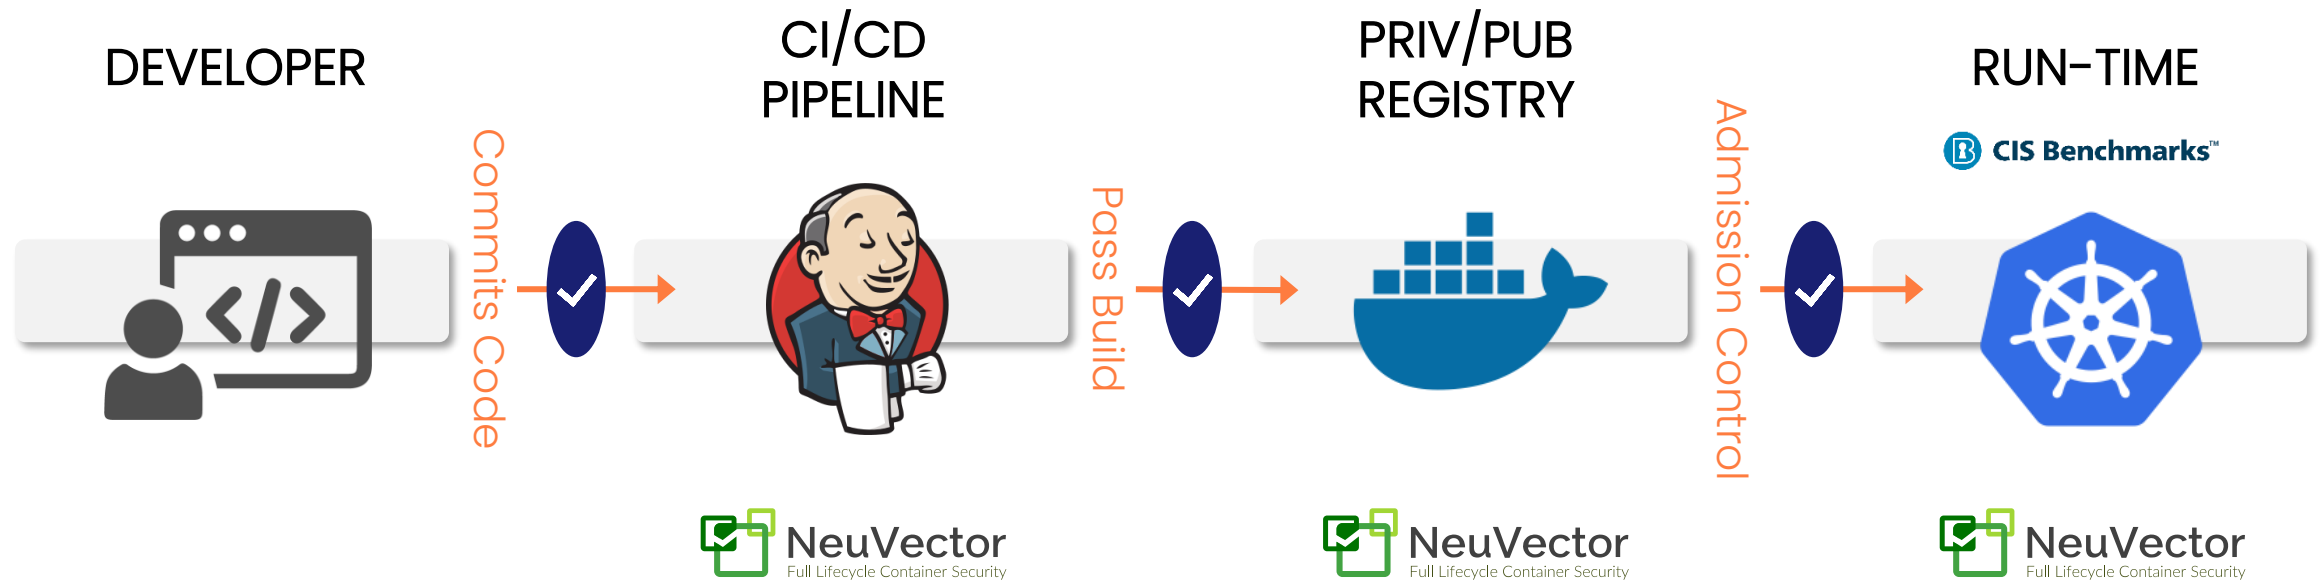 DEVELOPER
CI/CD
PIPELINE
PRIV/PUB
REGISTRY
RUN-TIME
CIS Benchmarks™
Commits Code
Pass Build
Admission Control
</>
NeuVector
Full Lifecycle Container Security
NeuVector
Full Lifecycle Container Security
NeuVector
Full Lifecycle Container Security